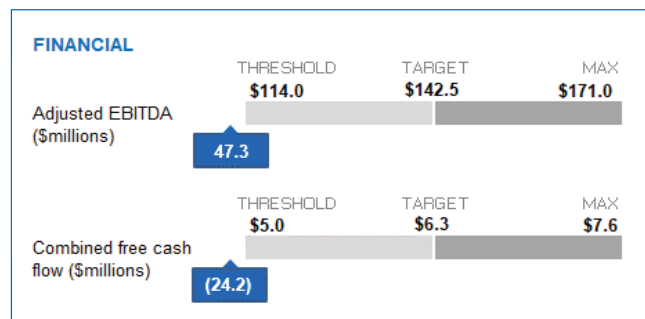 FINANCIAL
THRESHOLD TARGET MAX
$114.0 $142.5 $171.0
Adjusted EBITDA
($millions)
47.3
THRESHOLD TARGET MAX
$5.0 $6.3 $7.6
Combined free cash
flow ($millions)
(24.2)